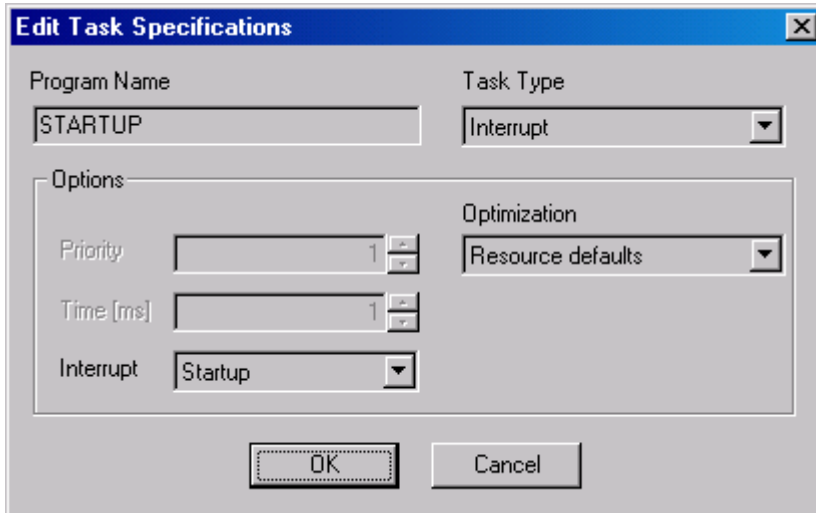 Edit Task Specifications
Program Name
Task Type
STARTUP
Interrupt
Options
Optimization
Priority
1
Resource defaults
Time [ms]
1
Interrupt
Startup
OK
Cancel